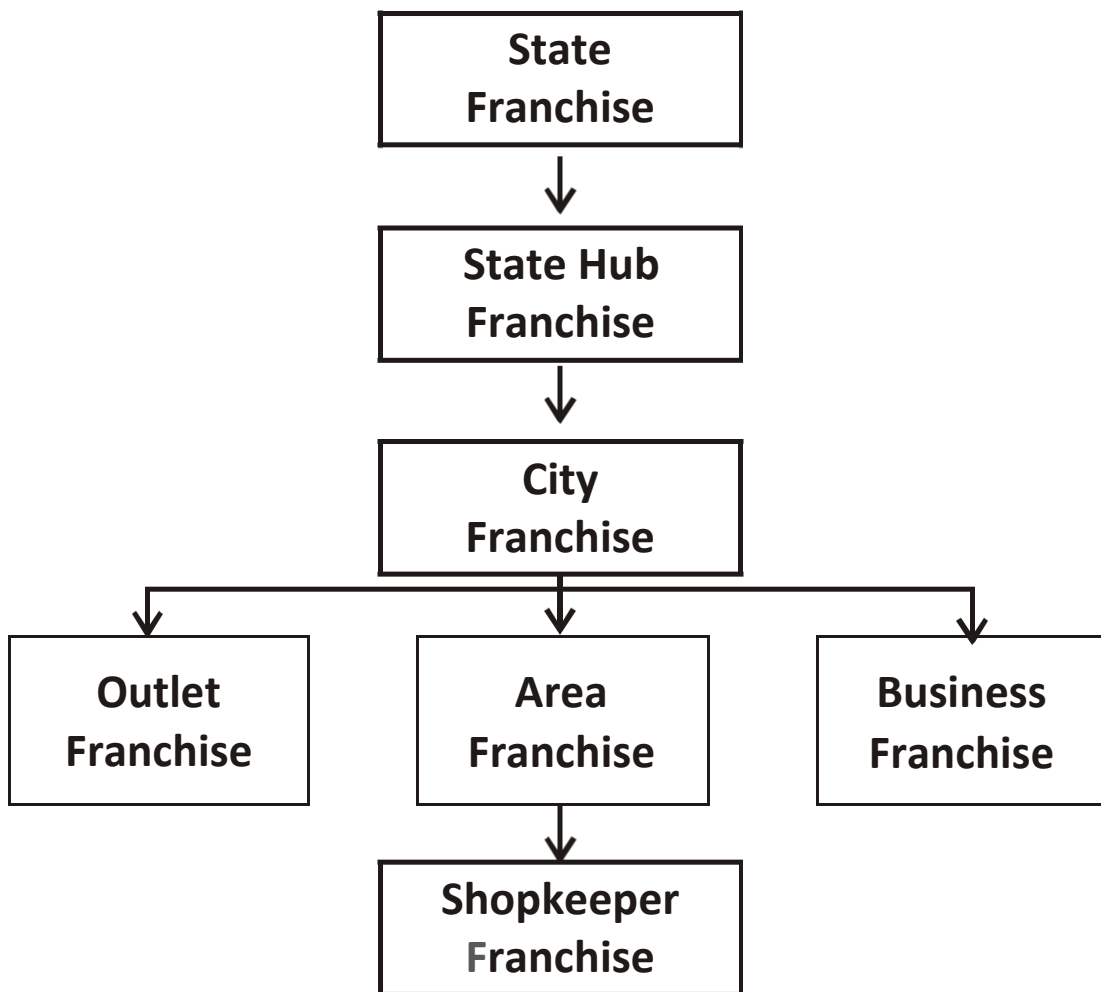 State
Franchise
State Hub
Franchise
City
Franchise
Outlet
Franchise
Area
Franchise
Business
Franchise
Shopkeeper
Franchise